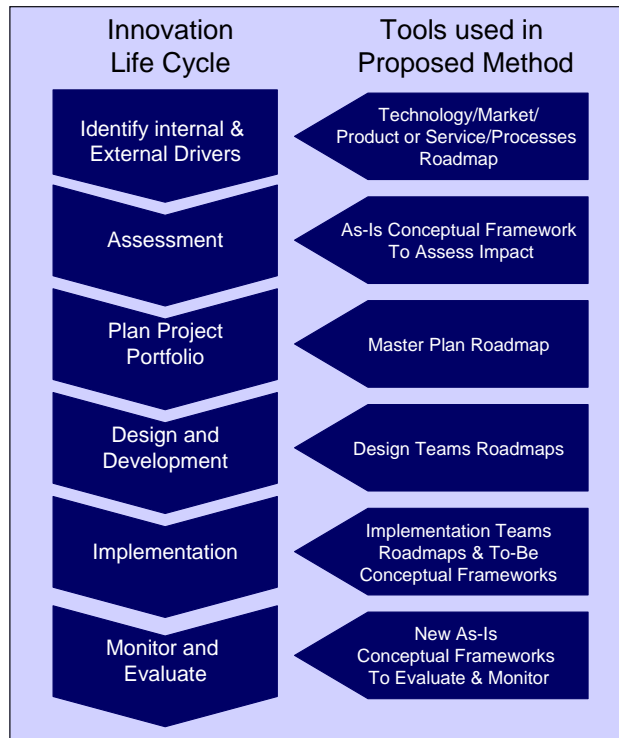 Innovation
Life Cycle
Tools used in
Proposed Method
Identify internal &
External Drivers
Technology/Market/
Product or Service/Processes
Roadmap
Assessment
As-Is Conceptual Framework
To Assess Impact
Plan Project
Portfolio
Master Plan Roadmap
Design and
Development
Design Teams Roadmaps
Implementation
Implementation Teams
Roadmaps & To-Be
Conceptual Frameworks
Monitor and
Evaluate
New As-Is
Conceptual Frameworks
To Evaluate & Monitor